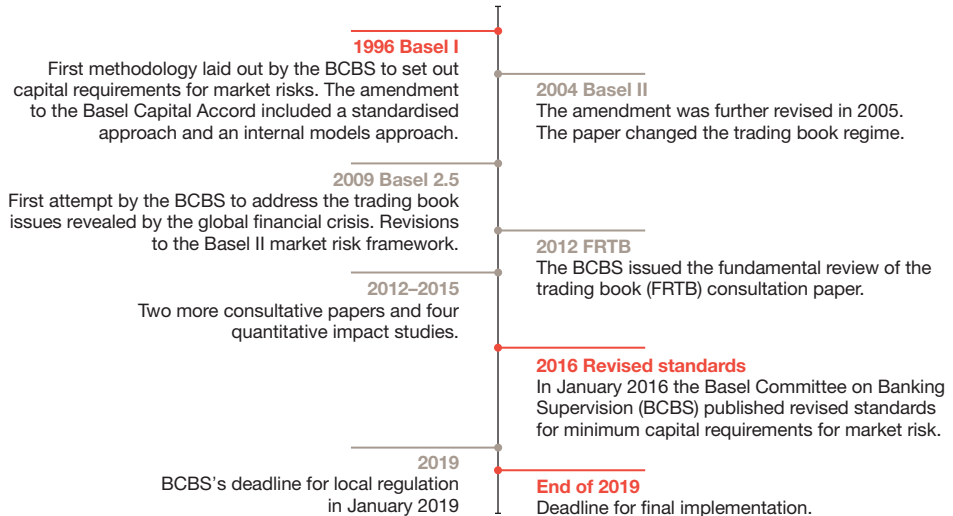 1996 Basel I
First methodology laid out by the BCBS to set out
capital requirements for market risks. The amendment
to the Basel Capital Accord included a standardised
approach and an internal models approach.
2004 Basel II
The amendment was further revised in 2005.
The paper changed the trading book regime.
2009 Basel 2.5
First attempt by the BCBS to address the trading book
issues revealed by the global financial crisis. Revisions
to the Basel II market risk framework.
2012 FRTB
The BCBS issued the fundamental review of the
trading book (FRTB) consultation paper.
2012–2015
Two more consultative papers and four
quantitative impact studies.
2016 Revised standards
In January 2016 the Basel Committee on Banking
Supervision (BCBS) published revised standards
for minimum capital requirements for market risk.
2019
BCBS's deadline for local regulation
in January 2019
End of 2019
Deadline for final implementation.